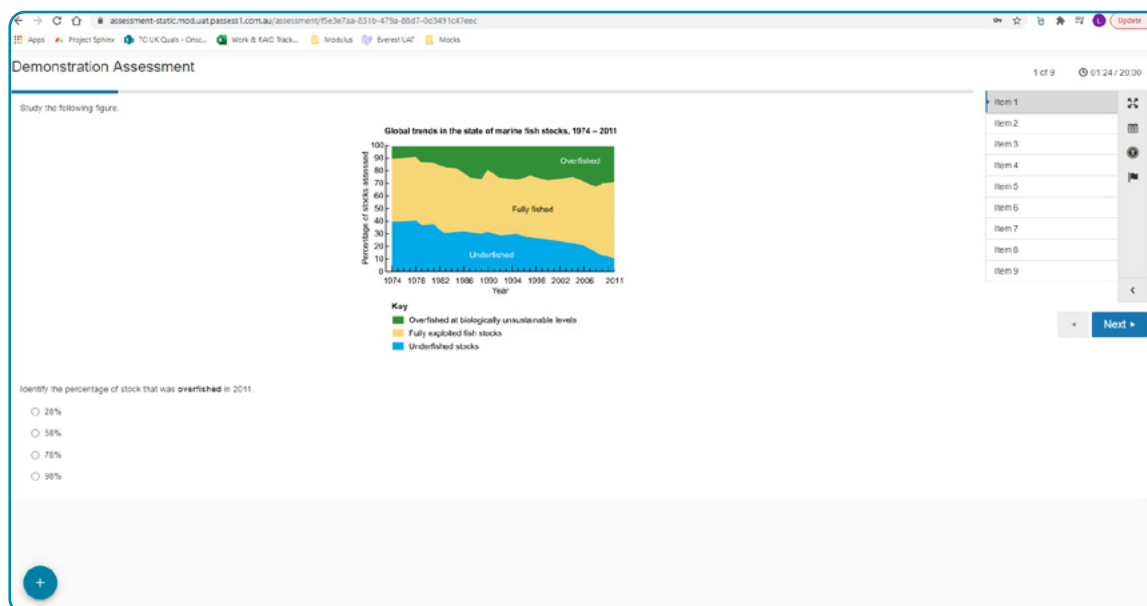 assessment-static.mod.uat.passess1.com.au/assessment/f5e3e7aa-831b-479a-88d7-0d3491c47eec
Update
Apps Project Sphinx TO UK Quals - Onsc... Work & RAID Track... Modulus Everest UAT Mocks
Demonstration Assessment
1 of 9
01:24 / 20:00
Study the following figure.
Item 1
Item 2
Item 3
Item 4
Item 5
Item 6
Item 7
Item 8
Item 9
Next
Global trends in the state of marine fish stocks, 1974 – 2011
Percentage of stocks assessed
100
90
80
70
60
50
40
30
20
10
0
Overfished
Fully fished
Underfished
1974 1978 1982 1986 1990 1994 1998 2002 2006 2011
Year
Key
Overfished at biologically unsustainable levels
Fully exploited fish stocks
Underfished stocks
Identify the percentage of stock that was overfished in 2011.
28%
58%
78%
98%